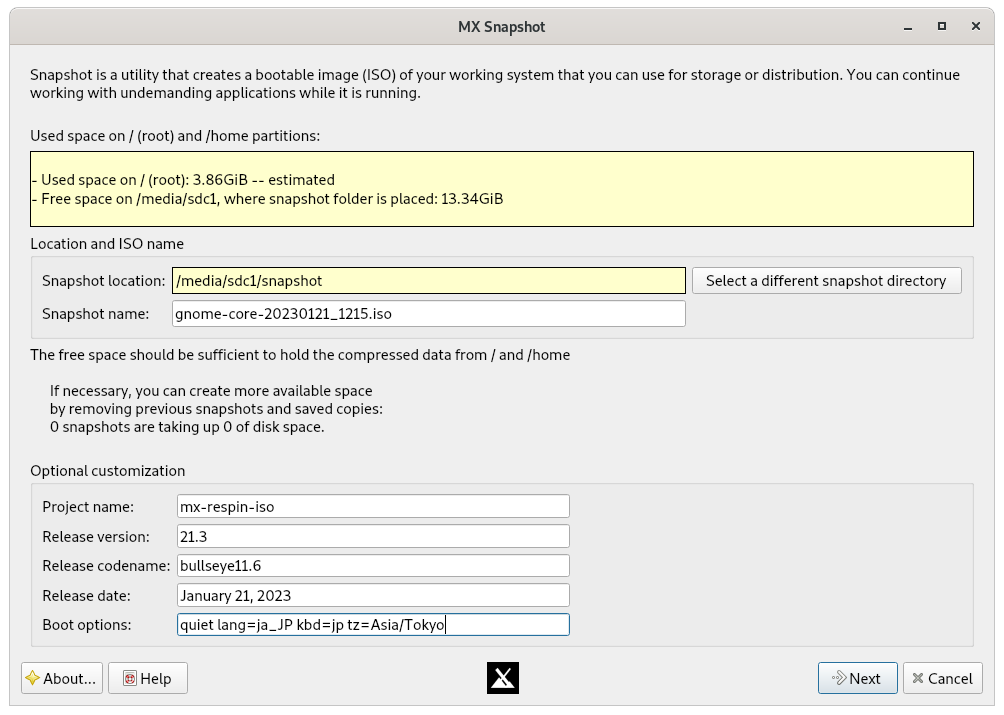 MX Snapshot
Snapshot is a utility that creates a bootable image (ISO) of your working system that you can use for storage or distribution. You can continue
working with undemanding applications while it is running.
Used space on / (root) and /home partitions:
- Used space on / (root): 3.86GiB -- estimated
- Free space on /media/sdc1, where snapshot folder is placed: 13.34GiB
Location and ISO name
Snapshot location: /media/sdc1/snapshot Select a different snapshot directory
Snapshot name: gnome-core-20230121_1215.iso
The free space should be sufficient to hold the compressed data from / and /home
If necessary, you can create more available space
by removing previous snapshots and saved copies:
0 snapshots are taking up 0 of disk space.
Optional customization
Project name: mx-respin-iso
Release version: 21.3
Release codename: bullseye11.6
Release date: January 21, 2023
Boot options: quiet lang=ja_JP kbd=jp tz=Asia/Tokyo
About... Help Next Cancel